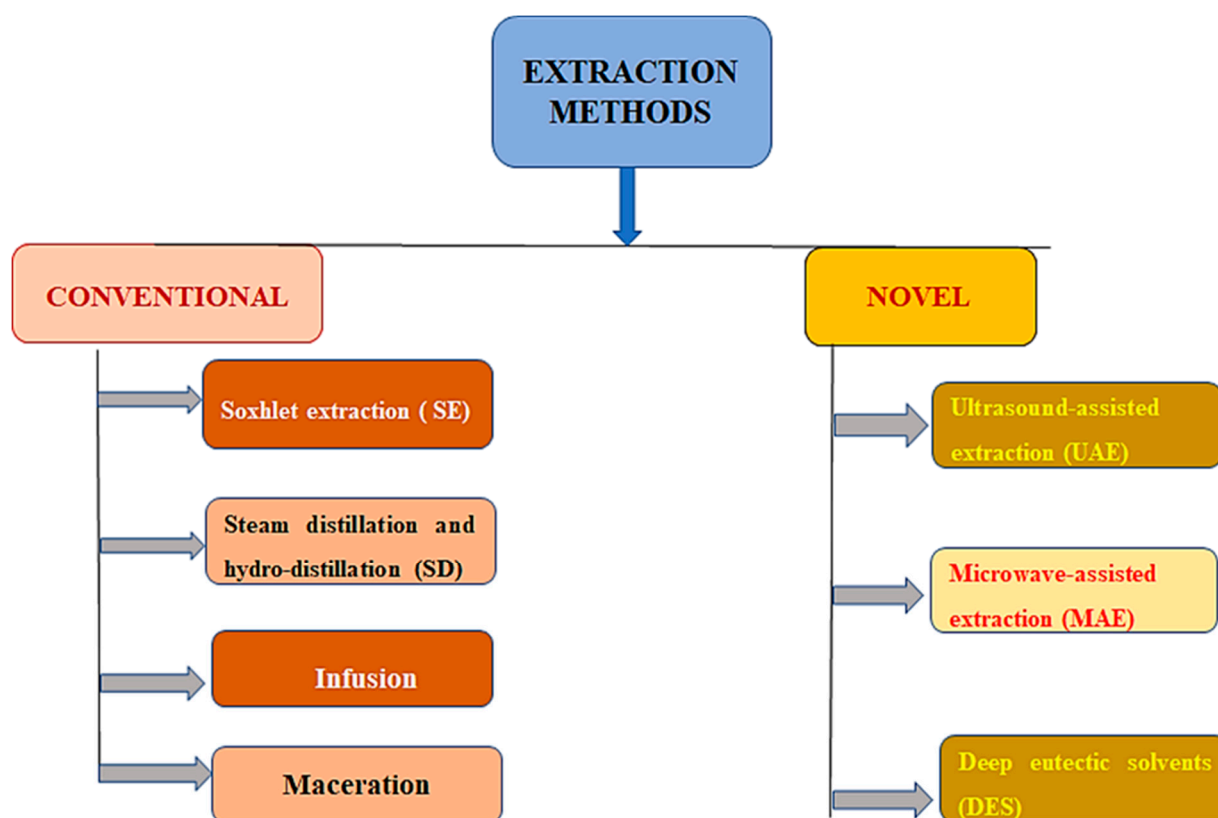 EXTRACTION
METHODS
CONVENTIONAL
NOVEL
Soxhlet extraction ( SE)
Steam distillation and
hydro-distillation (SD)
Infusion
Maceration
Ultrasound-assisted
extraction (UAE)
Microwave-assisted
extraction (MAE)
Deep eutectic solvents
(DES)